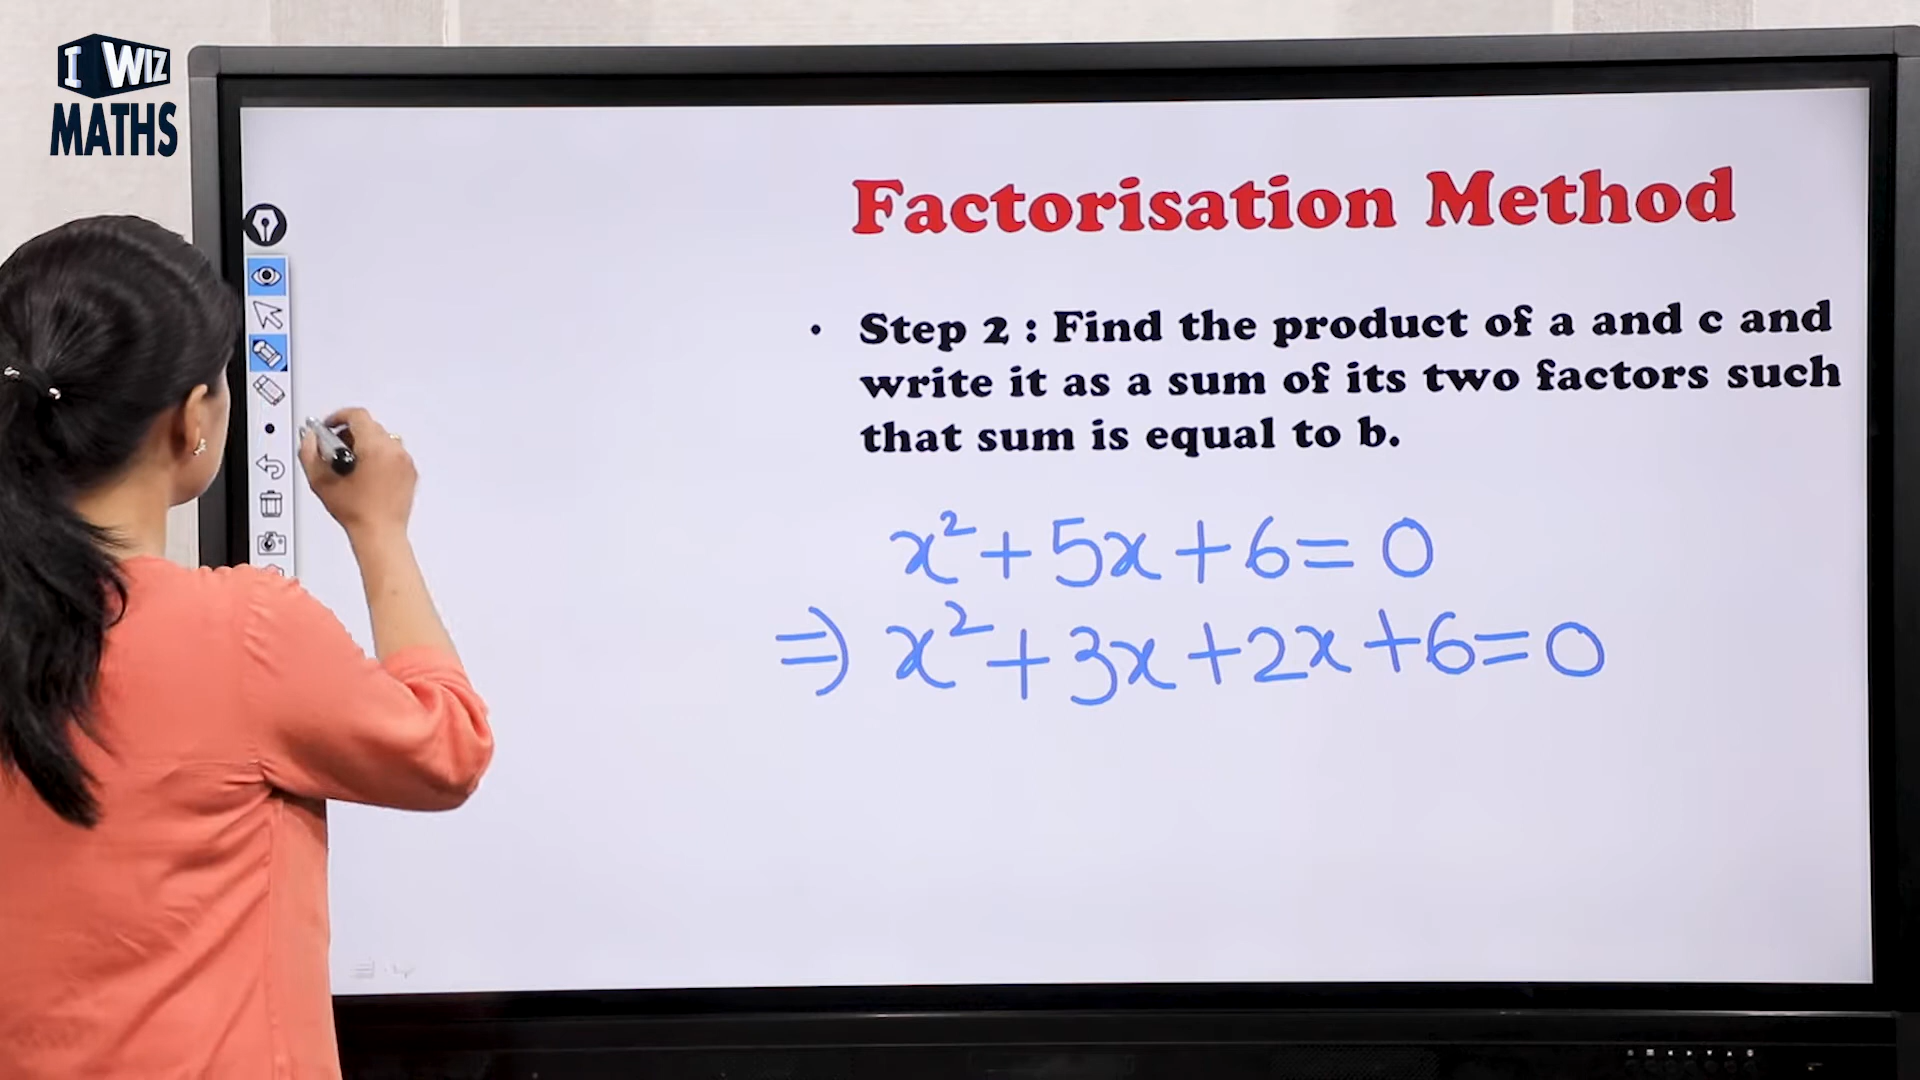 I WIZ
MATHS
Factorisation Method
• Step 2 : Find the product of a and c and
write it as a sum of its two factors such
that sum is equal to b.
x² + 5x + 6 = 0
⇒ x² + 3x + 2x + 6 = 0